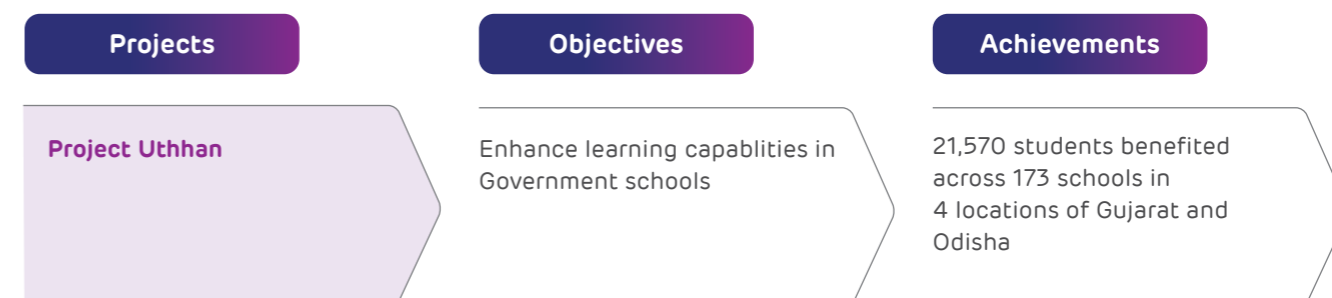 Projects
Objectives
Achievements
Project Uthhan
Enhance learning capablities in
Government schools
21,570 students benefited
across 173 schools in
4 locations of Gujarat and
Odisha